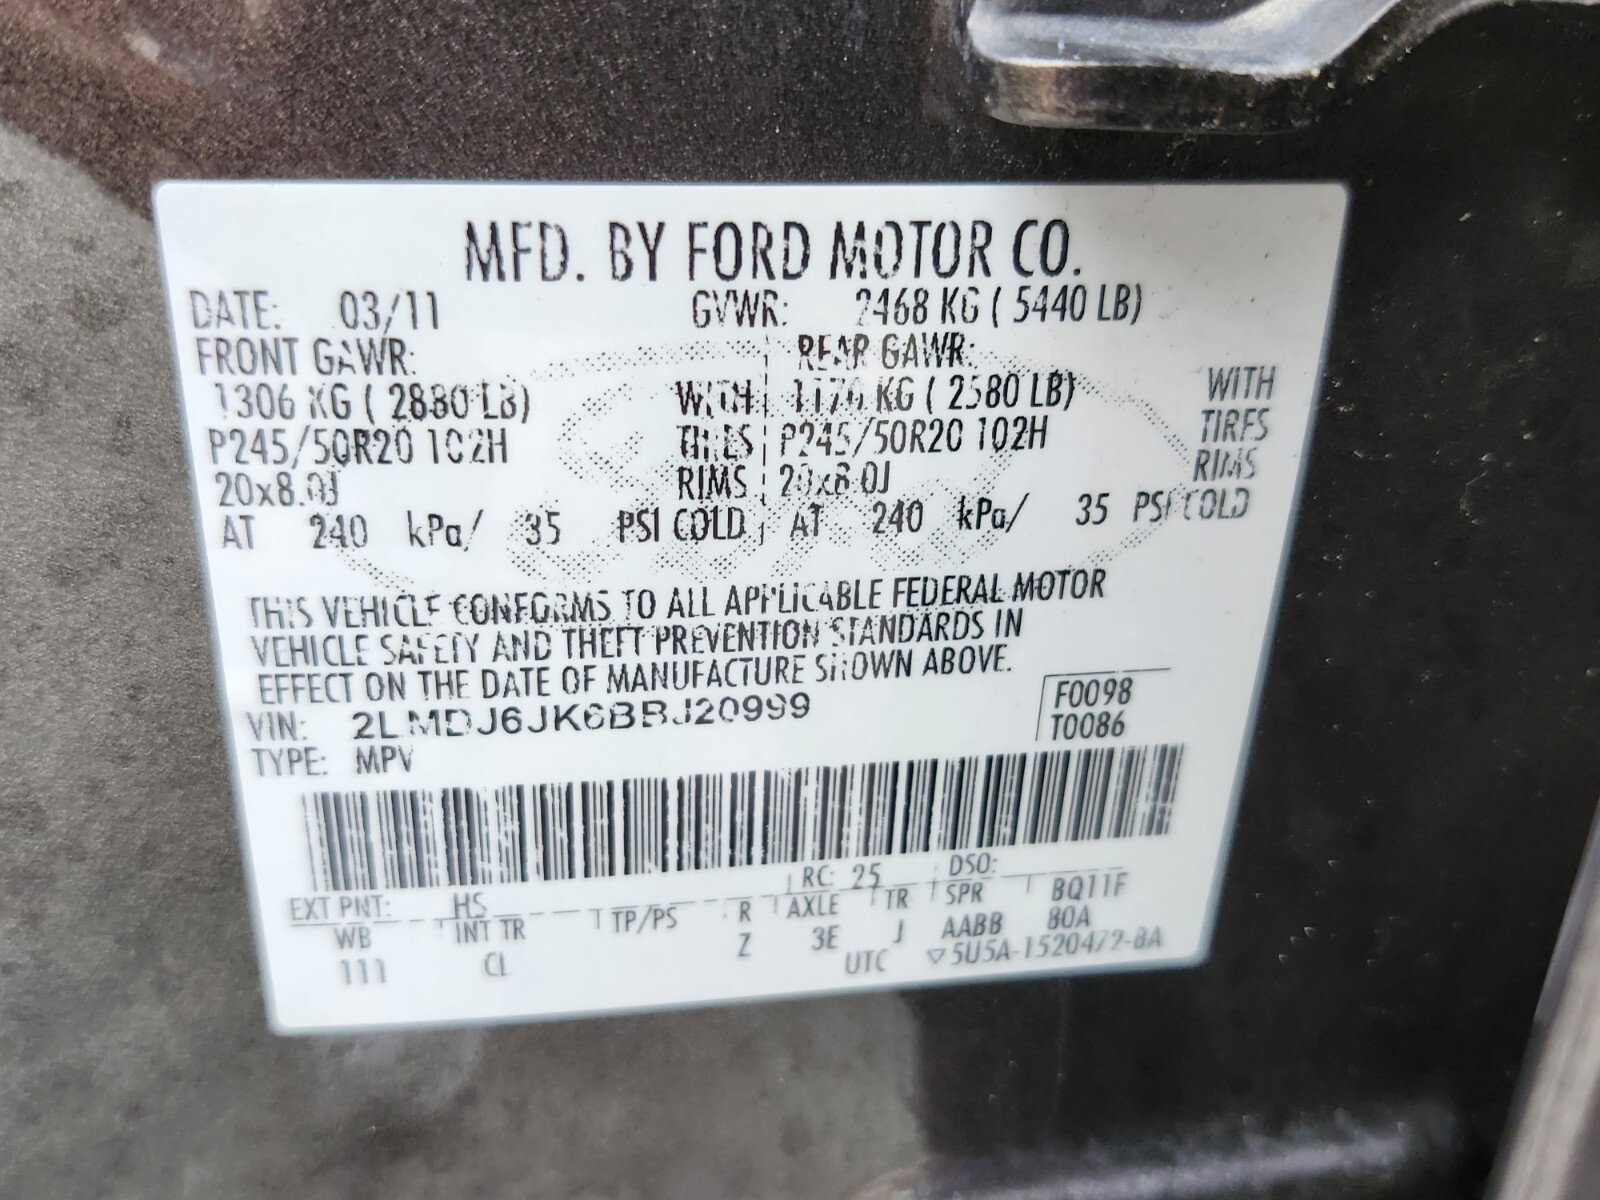 MFD. BY FORD MOTOR CO.
DATE: 03/11 GVWR: 2468 KG ( 5440 LB)
FRONT GAWR: REAR GAWR:
1306 KG ( 2880 LB) WITH 1170 KG ( 2580 LB) WITH
P245/50R20 102H TIRES P245/50R20 102H TIRES
20x8.0J RIMS 20x8.0J RIMS
AT 240 kPa/ 35 PSI COLD AT 240 kPa/ 35 PSI COLD
THIS VEHICLE CONFORMS TO ALL APPLICABLE FEDERAL MOTOR
VEHICLE SAFETY AND THEFT PREVENTION STANDARDS IN
EFFECT ON THE DATE OF MANUFACTURE SHOWN ABOVE.
VIN: 2LMDJ6JK6BBJ20999
F0098
T0086
TYPE: MPV
EXT PNT: HS RC: 25 DSO:
WB INT TR TP/PS R AXLE TR SPR BQ11F
111 CL Z 3E J AABB 80A
UTC ▽5U5A-1520472-BA